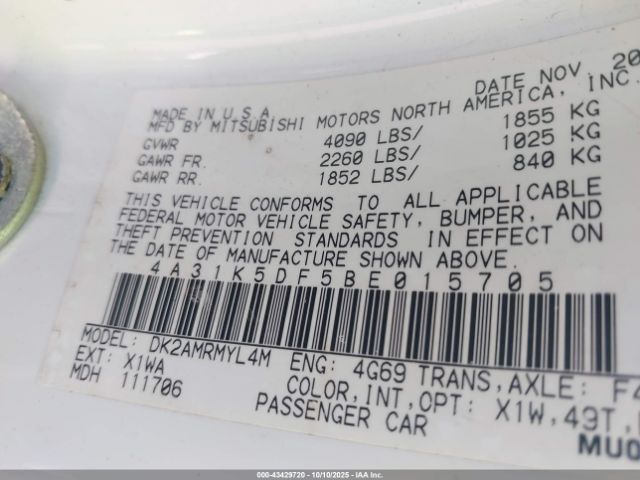 DATE NOV 20
MADE IN U.S.A
MFD BY MITSUBISHI MOTORS NORTH AMERICA, INC.
GVWR 4090 LBS/ 1855 KG
GAWR FR. 2260 LBS/ 1025 KG
GAWR RR. 1852 LBS/ 840 KG
THIS VEHICLE CONFORMS TO ALL APPLICABLE
FEDERAL MOTOR VEHICLE SAFETY, BUMPER, AND
THEFT PREVENTION STANDARDS IN EFFECT ON
THE DATE OF MANUFACTURE SHOWN ABOVE.
4A31K5DF5BE015705
MODEL: DK2AMRMYL4M ENG: 4G69 TRANS,AXLE: F4
EXT: X1WA COLOR,INT,OPT: X1W,49T,
MDH 111706 PASSENGER CAR
MU0
000-43429720 - 10/10/2025 - IAA, Inc.